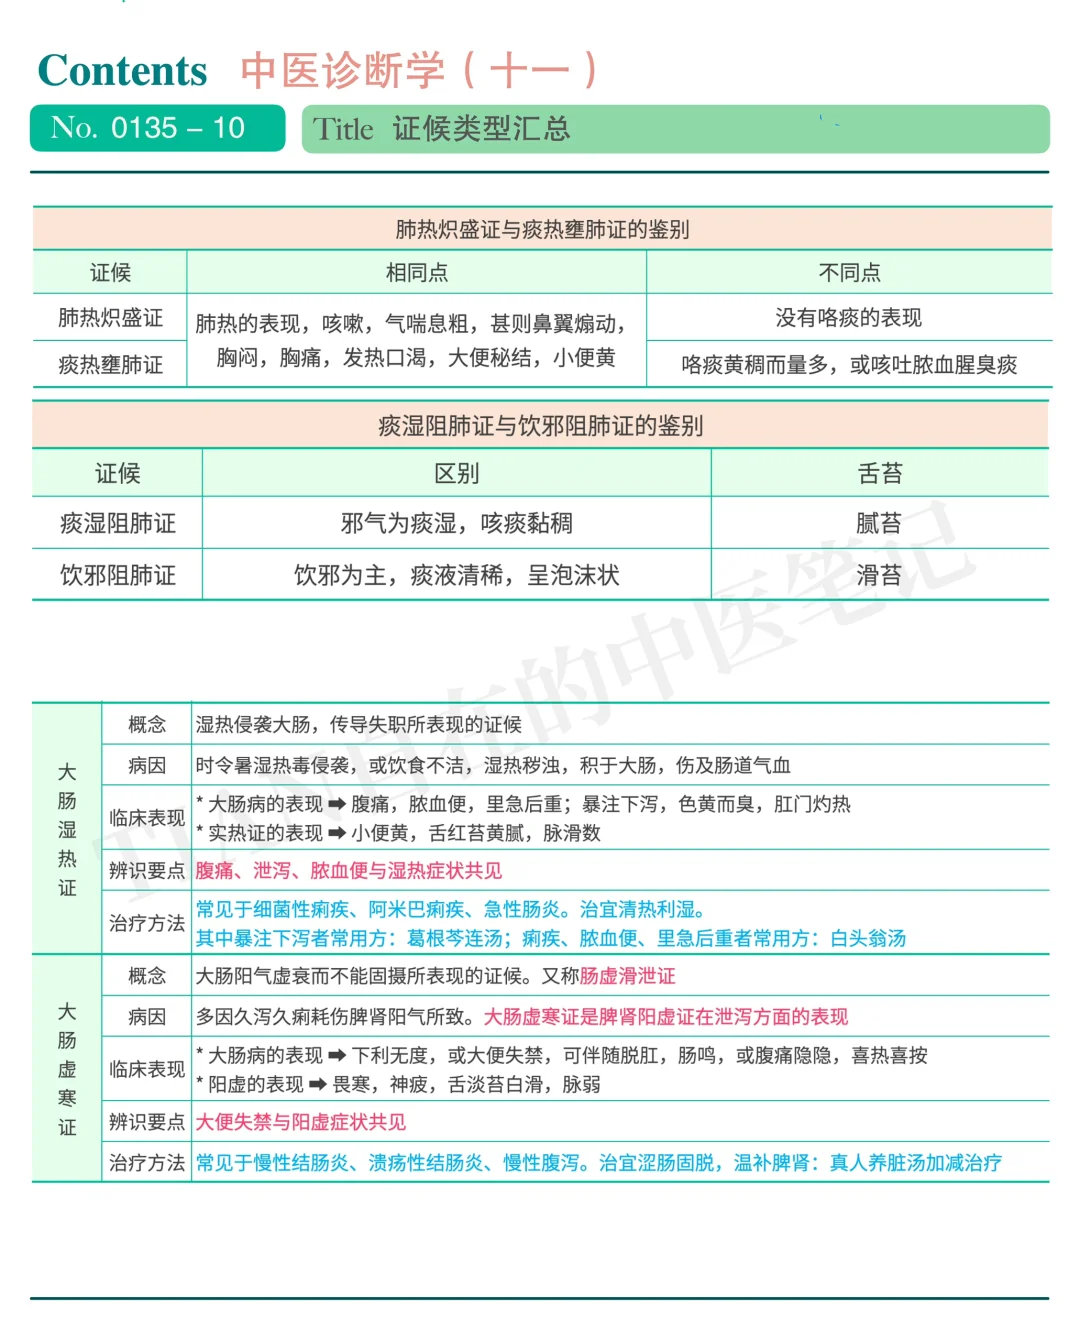 Contents 中医诊断学（十一）
No. 0135 – 10 Title 证候类型汇总
肺热炽盛证与痰热壅肺证的鉴别
证候 相同点 不同点
肺热炽盛证 肺热的表现，咳嗽，气喘息粗，甚则鼻翼煽动， 没有咯痰的表现
痰热壅肺证 胸闷，胸痛，发热口渴，大便秘结，小便黄 咯痰黄稠而量多，或咳吐脓血腥臭痰
痰湿阻肺证与饮邪阻肺证的鉴别
证候 区别 舌苔
痰湿阻肺证 邪气为痰湿，咳痰黏稠 腻苔
饮邪阻肺证 饮邪为主，痰液清稀，呈泡沫状 滑苔
大肠湿热证
概念 湿热侵袭大肠，传导失职所表现的证候
病因 时令暑湿热毒侵袭，或饮食不洁，湿热秽浊，积于大肠，伤及肠道气血
临床表现 * 大肠病的表现 ➡ 腹痛，脓血便，里急后重；暴注下泻，色黄而臭，肛门灼热
* 实热证的表现 ➡ 小便黄，舌红苔黄腻，脉滑数
辨识要点 腹痛、泄泻、脓血便与湿热症状共见
治疗方法 常见于细菌性痢疾、阿米巴痢疾、急性肠炎。治宜清热利湿。
其中暴注下泻者常用方：葛根芩连汤；痢疾、脓血便、里急后重者常用方：白头翁汤
大肠虚寒证
概念 大肠阳气虚衰而不能固摄所表现的证候。又称肠虚滑泄证
病因 多因久泻久痢耗伤脾肾阳气所致。大肠虚寒证是脾肾阳虚证在泄泻方面的表现
临床表现 * 大肠病的表现 ➡ 下利无度，或大便失禁，可伴随脱肛，肠鸣，或腹痛隐隐，喜热喜按
* 阳虚的表现 ➡ 畏寒，神疲，舌淡苔白滑，脉弱
辨识要点 大便失禁与阳虚症状共见
治疗方法 常见于慢性结肠炎、溃疡性结肠炎、慢性腹泻。治宜涩肠固脱，温补脾肾：真人养脏汤加减治疗
TIAN自在的中医笔记